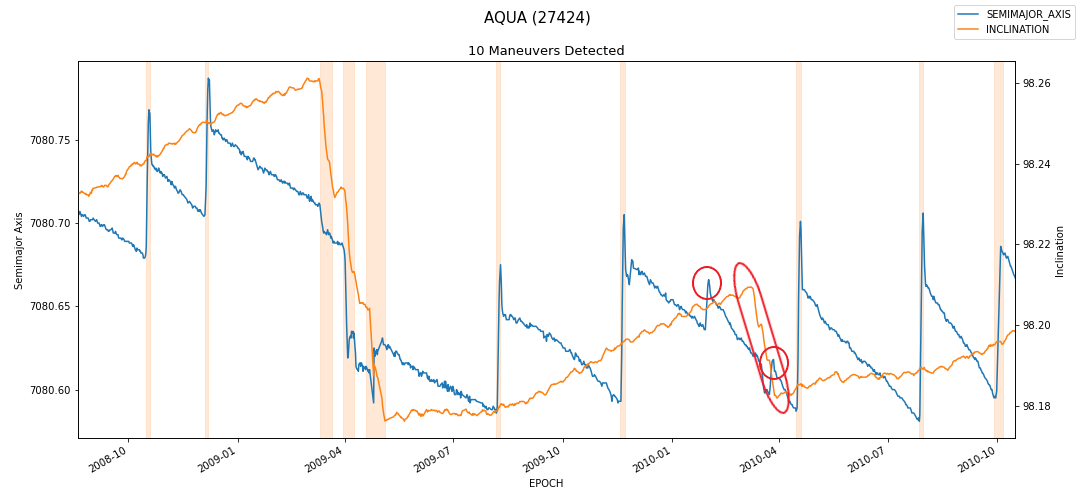 AQUA (27424)
SEMIMAJOR_AXIS
INCLINATION
10 Maneuvers Detected
Semimajor Axis
7080.75
7080.70
7080.65
7080.60
98.26
98.24
98.22
98.20
98.18
Inclination
2008-10
2009-01
2009-04
2009-07
2009-10
2010-01
2010-04
2010-07
2010-10
EPOCH